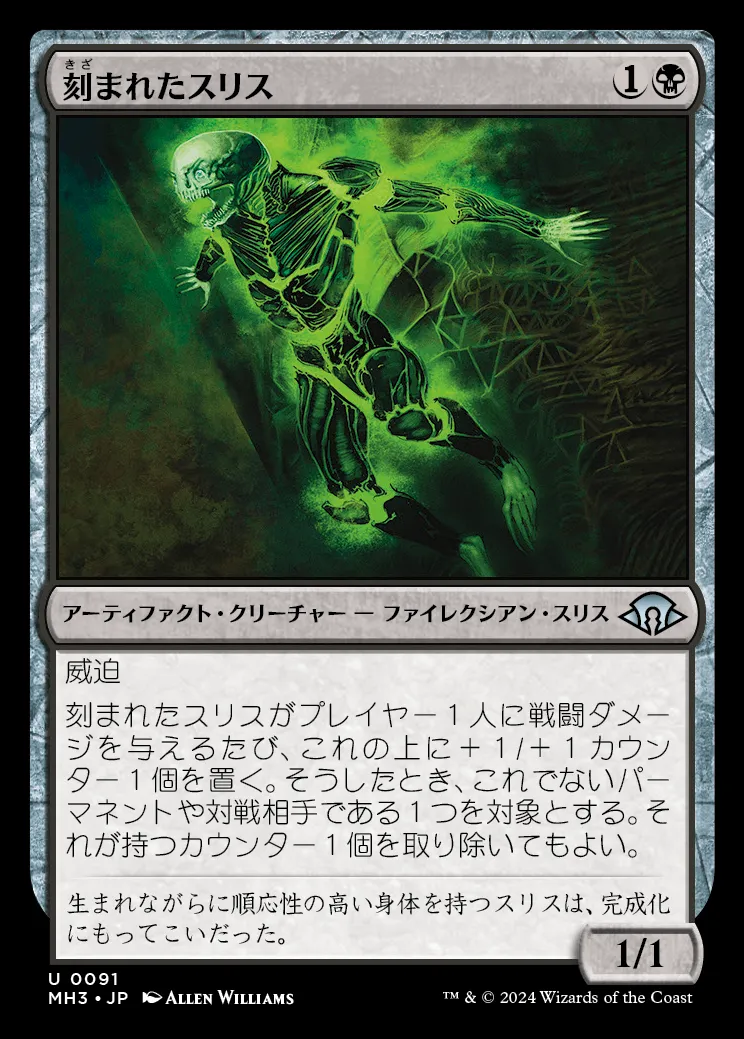 きざ
刻まれたスリス
1
アーティファクト・クリーチャー ― ファイレクシアン・スリス
威迫
刻まれたスリスがプレイヤー1人に戦闘ダメー
ジを与えるたび、これの上に+1/+1カウン
ター1個を置く。そうしたとき、これでないパー
マネントや対戦相手である1つを対象とする。そ
れが持つカウンター1個を取り除いてもよい。
生まれながらに順応性の高い身体を持つスリスは、完成化
にもってこいだった。
1/1
U 0091
MH3・JP ALLEN WILLIAMS
™ & © 2024 Wizards of the Coast